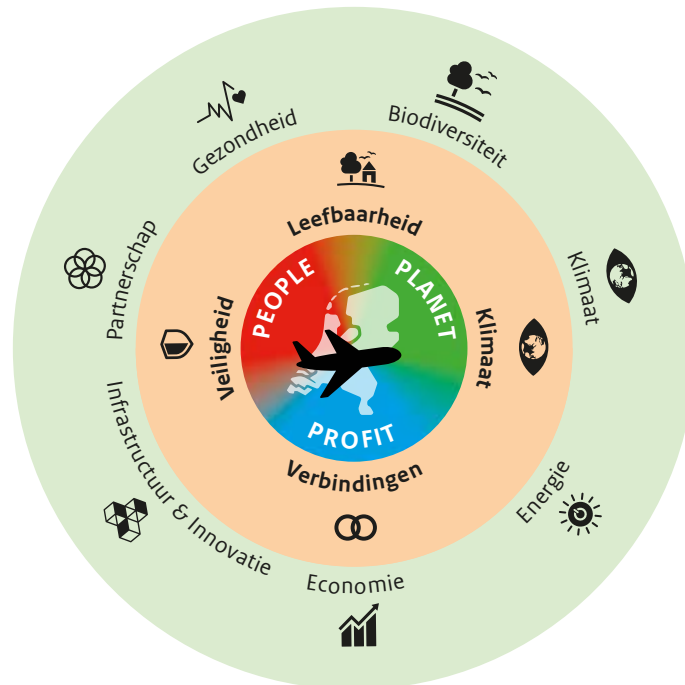 Gezondheid
Biodiversiteit
Leefbaarheid
Partnerschap
Klimaat
PEOPLE
PLANET
Veiligheid
Klimaat
PROFIT
Verbindingen
Infrastructuur & Innovatie
Energie
Economie